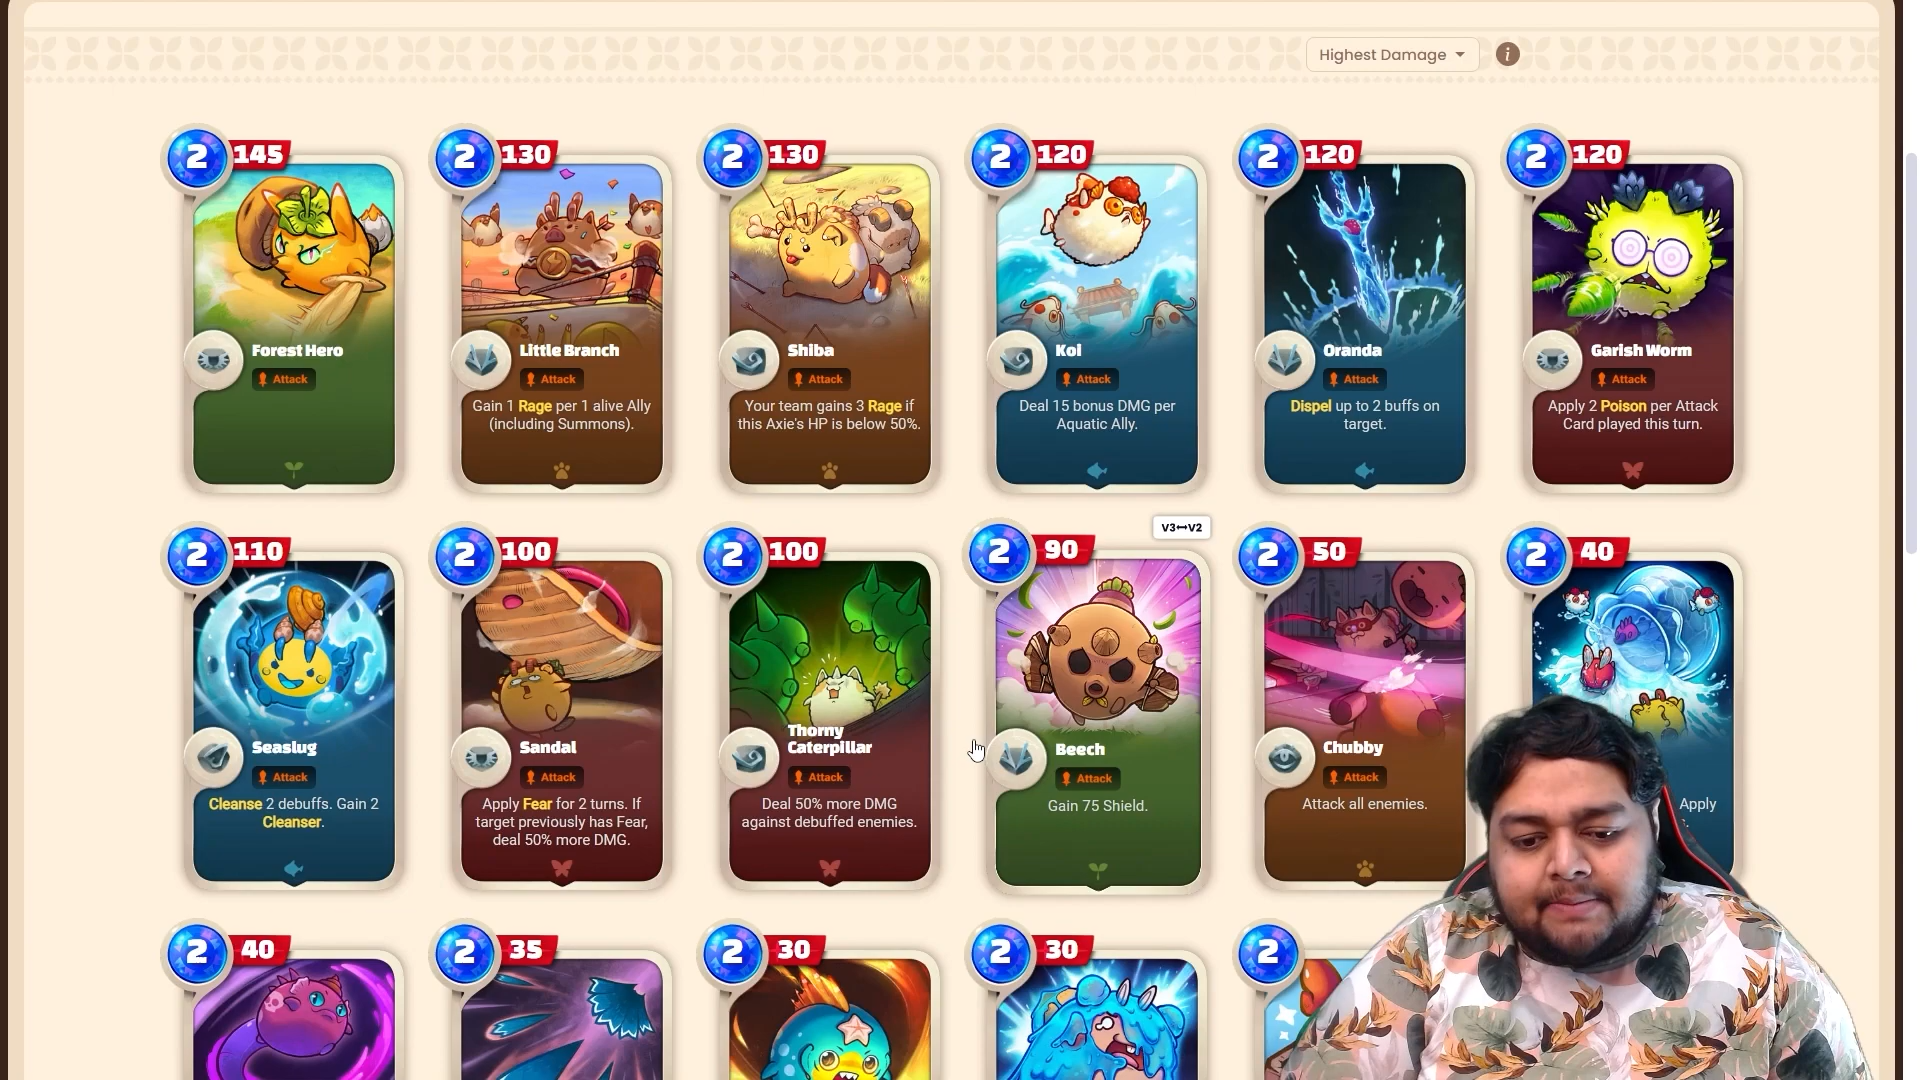 Highest Damage
i
2 145
2 130
2 130
2 120
2 120
2 120
Forest Hero
Attack
Little Branch
Attack
Gain 1 Rage per 1 alive Ally
(including Summons).
Shiba
Attack
Your team gains 3 Rage if
this Axie's HP is below 50%.
Koi
Attack
Deal 15 bonus DMG per
Aquatic Ally.
Oranda
Attack
Dispel up to 2 buffs on
target.
Garish Worm
Attack
Apply 2 Poison per Attack
Card played this turn.
V3↔V2
2 110
2 100
2 100
2 90
2 50
2 40
Seaslug
Attack
Cleanse 2 debuffs. Gain 2
Cleanser.
Sandal
Attack
Apply Fear for 2 turns. If
target previously has Fear,
deal 50% more DMG.
Thorny
Caterpillar
Attack
Deal 50% more DMG
against debuffed enemies.
Beech
Attack
Gain 75 Shield.
Chubby
Attack
Attack all enemies.
Apply
2 40
2 35
2 30
2 30
2